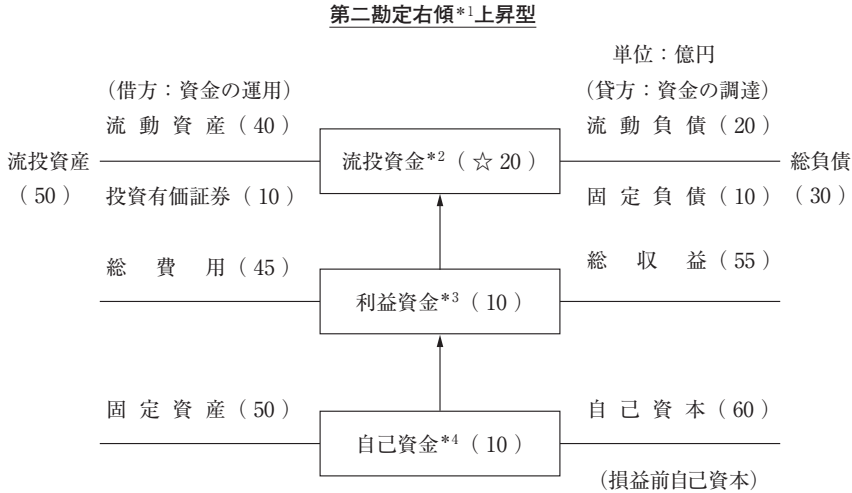 第二勘定右傾*1上昇型
単位：億円
（借方：資金の運用）
（貸方：資金の調達）
流動資産（40）
流動負債（20）
流投資産
（50）
流投資金*2（☆20）
総負債
（30）
投資有価証券（10）
固定負債（10）
総費用（45）
総収益（55）
利益資金*3（10）
固定資産（50）
自己資本（60）
自己資金*4（10）
（損益前自己資本）